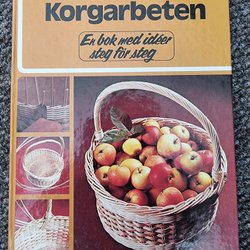 Korgarbeten
En bok med idéer
steg för steg